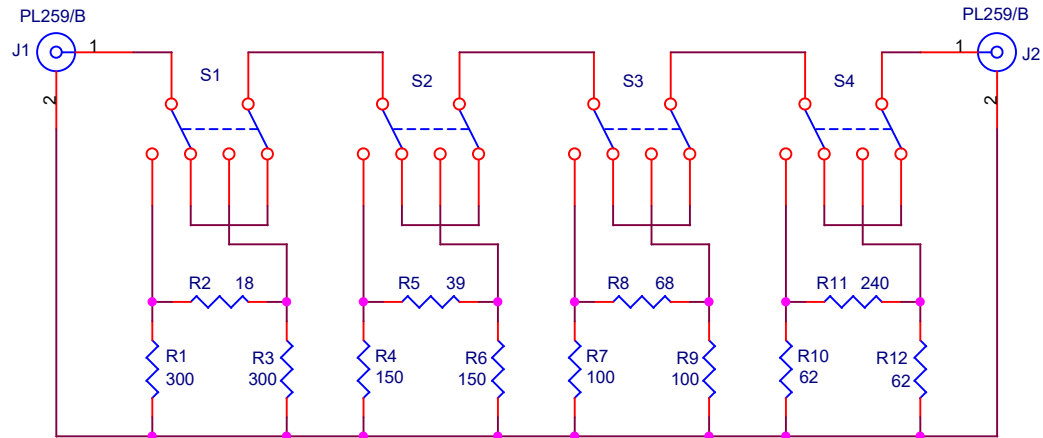 PL259/B
PL259/B
J1
1
1
J2
S1
S2
S3
S4
2
2
R2 18
R5 39
R8 68
R11 240
R1
300
R3
300
R4
150
R6
150
R7
100
R9
100
R10
62
R12
62